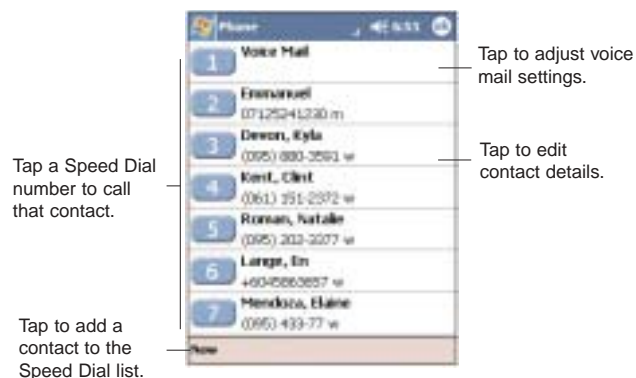 Phone
6:53 ok
1 Voice Mail
2 Emmanuel
07125241230 m
3 Devon, Kyla
(095) 880-3591 w
4 Kent, Clint
(061) 151-2372 w
5 Roman, Natalie
(095) 202-3377 w
6 Lange, En
+6045863657 w
7 Mendoza, Elaine
(095) 433-77 w
New
Tap a Speed Dial
number to call
that contact.
Tap to add a
contact to the
Speed Dial list.
Tap to adjust voice
mail settings.
Tap to edit
contact details.